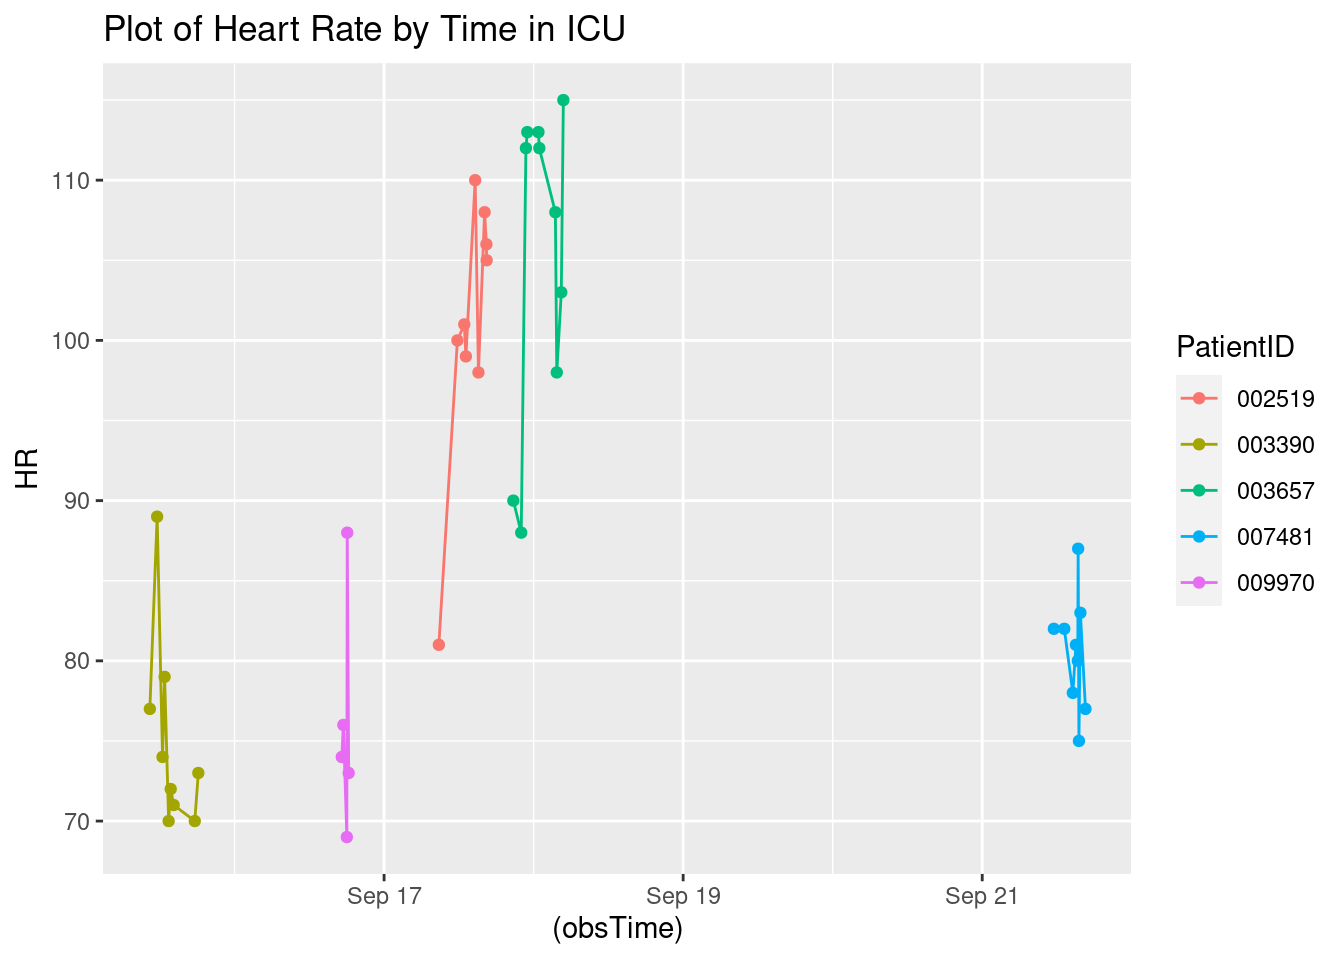 Plot of Heart Rate by Time in ICU
110
100
90
80
70
HR
Sep 17
Sep 19
Sep 21
(obsTime)
PatientID
002519
003390
003657
007481
009970